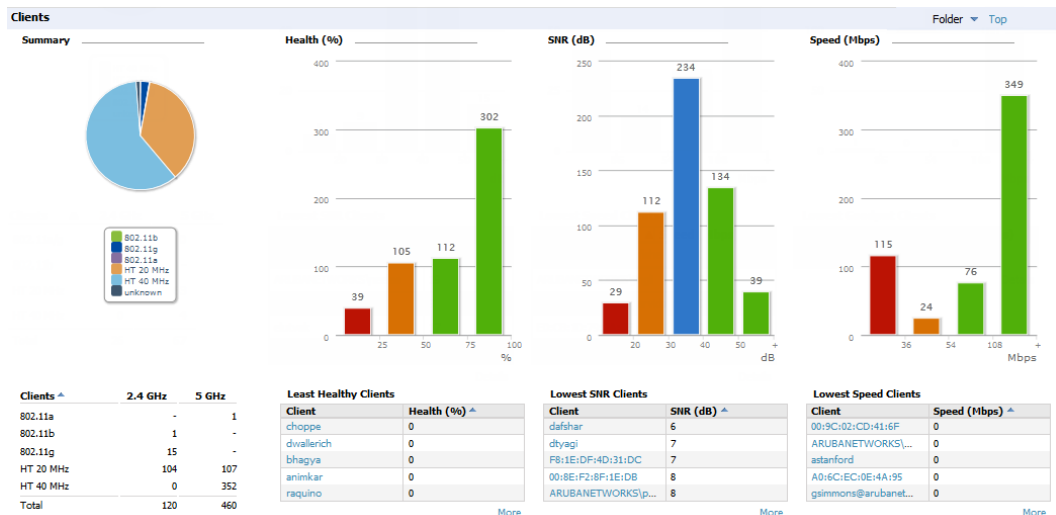 Clients Folder Top
Summary
802.11b
802.11g
802.11a
HT 20 MHz
HT 40 MHz
unknown
Health (%)
400
300
200
100
0
39
105
112
302
25 50 75 100
%
SNR (dB)
250
200
150
100
50
0
29
112
234
134
39
20 30 40 50 +
dB
Speed (Mbps)
400
300
200
100
0
115
24
76
349
36 54 108 +
Mbps
Clients 2.4 GHz 5 GHz
802.11a - 1
802.11b 1 -
802.11g 15 -
HT 20 MHz 104 107
HT 40 MHz 0 352
Total 120 460
Least Healthy Clients
Client Health (%)
choppe 0
dwallerich 0
bhagya 0
animkar 0
raquino 0
More
Lowest SNR Clients
Client SNR (dB)
dafshar 6
dtyagi 7
F8:1E:DF:4D:31:DC 7
00:8E:F2:8F:1E:DB 8
ARUBANETWORKS\p... 8
More
Lowest Speed Clients
Client Speed (Mbps)
00:9C:02:CD:41:6F 0
ARUBANETWORKS\... 0
astanford 0
A0:6C:EC:0E:4A:95 0
gsimmons@arubanet... 0
More